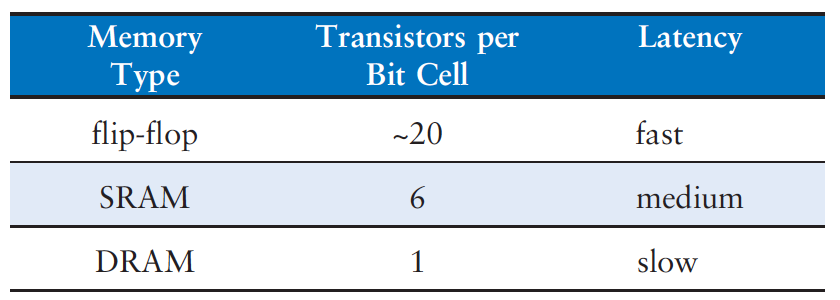 Memory Type Transistors per Bit Cell Latency
flip-flop ~20 fast
SRAM 6 medium
DRAM 1 slow